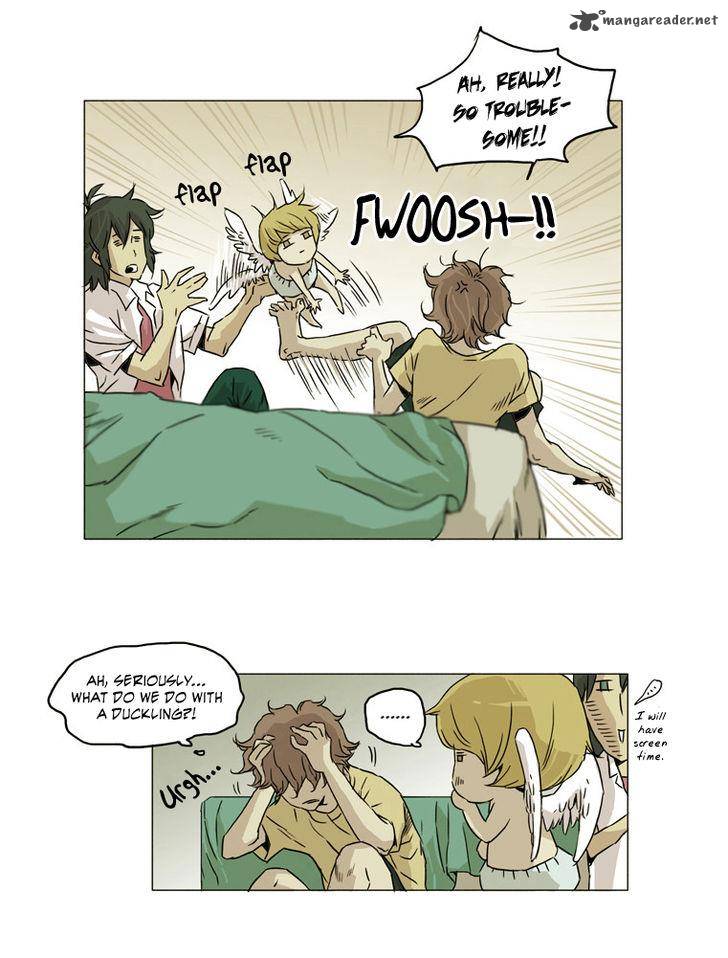 mangareader.net
AH, REALLY!
SO TROUBLE-
SOME!!
flap
flap
FWOOSH-!!
AH, SERIOUSLY...
WHAT DO WE DO WITH
A DUCKLING?!
......
Urgh...
I will
have
screen
time.